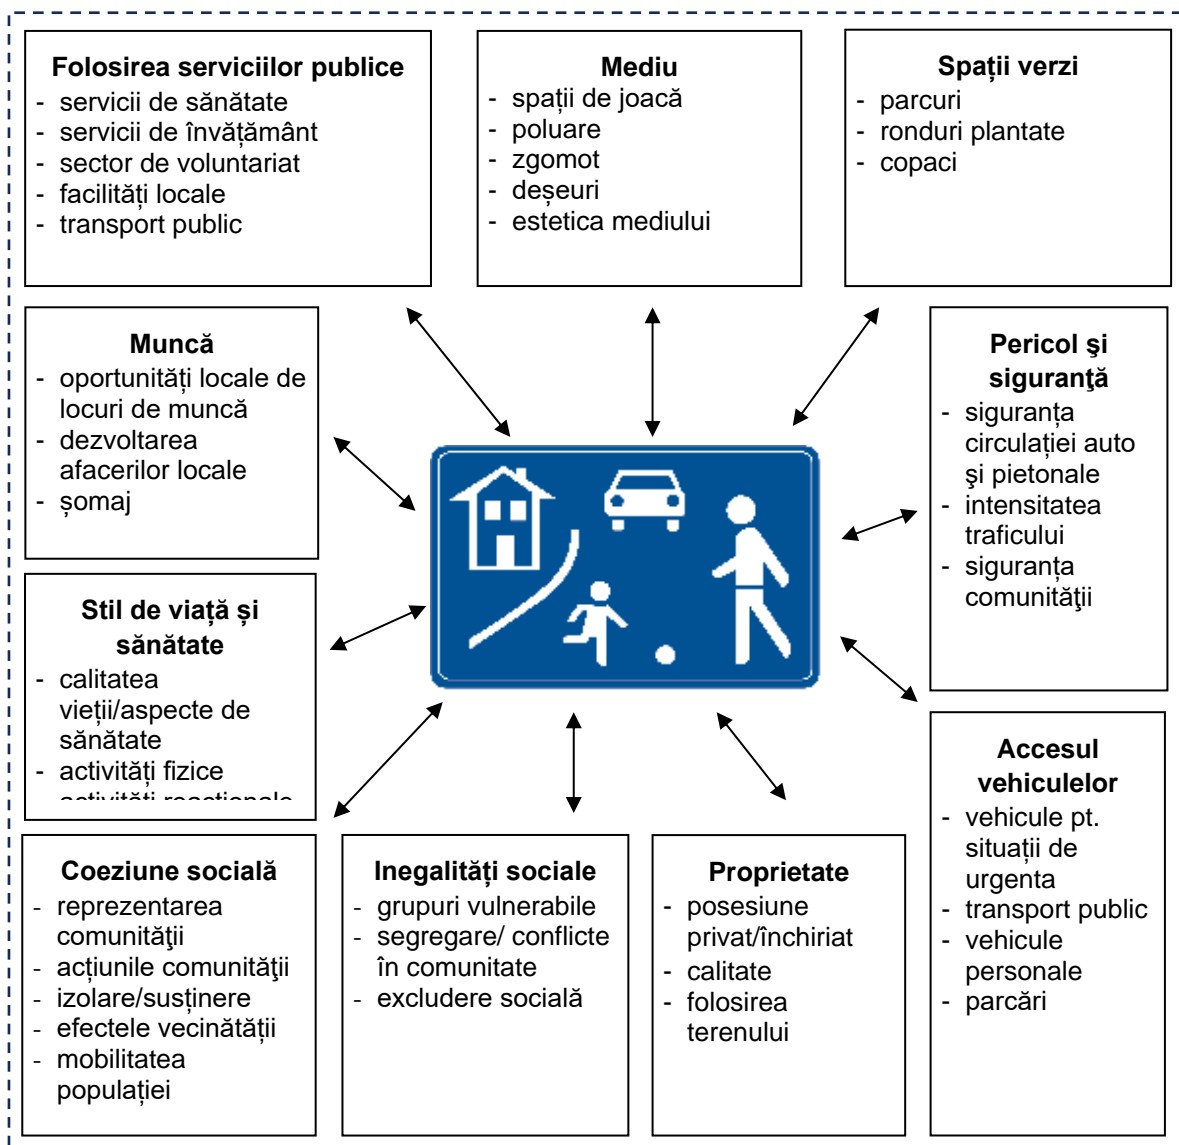 Folosirea serviciilor publice
- servicii de sănătate
- servicii de învățământ
- sector de voluntariat
- facilități locale
- transport public
Mediu
- spații de joacă
- poluare
- zgomot
- deșeuri
- estetica mediului
Spații verzi
- parcuri
- ronduri plantate
- copaci
Muncă
- oportunități locale de
locuri de muncă
- dezvoltarea
afacerilor locale
- șomaj
Pericol şi
siguranţă
- siguranța
circulației auto
şi pietonale
- intensitatea
traficului
- siguranța
comunităţii
Stil de viață și
sănătate
- calitatea
vieții/aspecte de
sănătate
- activități fizice
Accesul
vehiculelor
- vehicule pt.
situații de
urgenta
- transport public
- vehicule
personale
- parcări
Coeziune socială
- reprezentarea
comunităţii
- acțiunile comunităţii
- izolare/susținere
- efectele vecinătății
- mobilitatea
populației
Inegalități sociale
- grupuri vulnerabile
- segregare/ conflicte
în comunitate
- excludere socială
Proprietate
- posesiune
privat/închiriat
- calitate
- folosirea
terenului